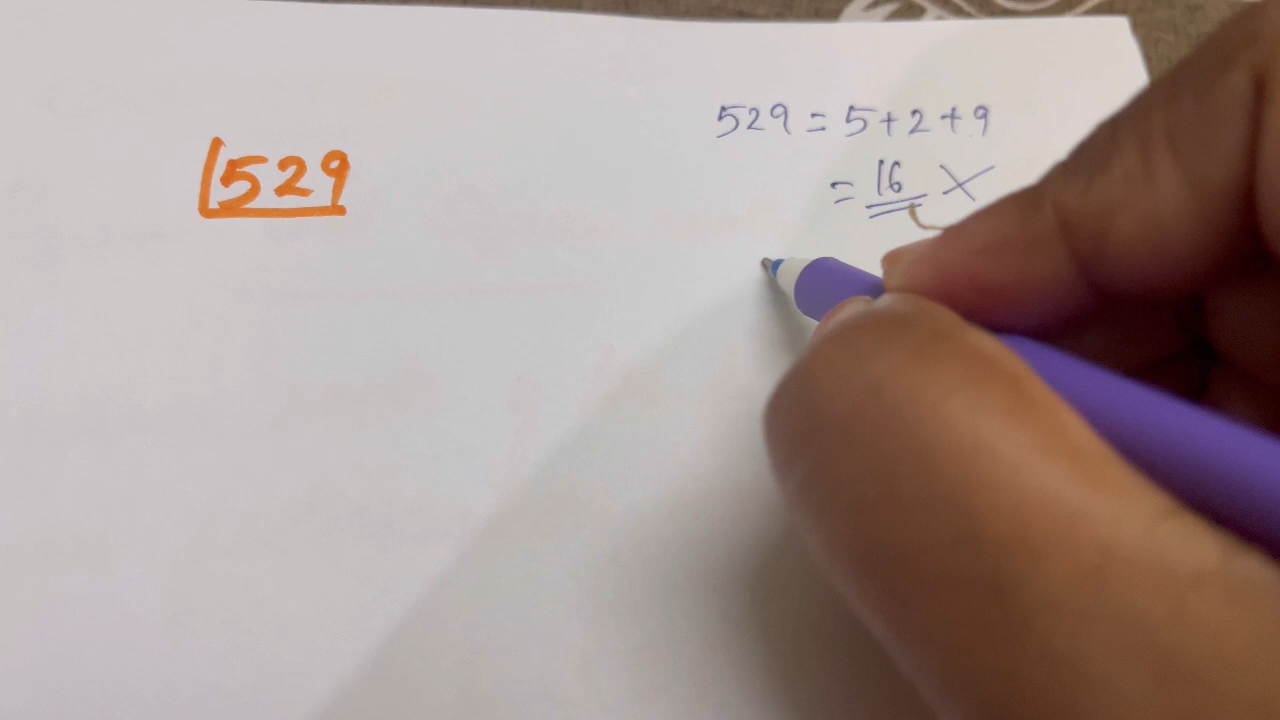 529
529 = 5+2+9
= 16 X